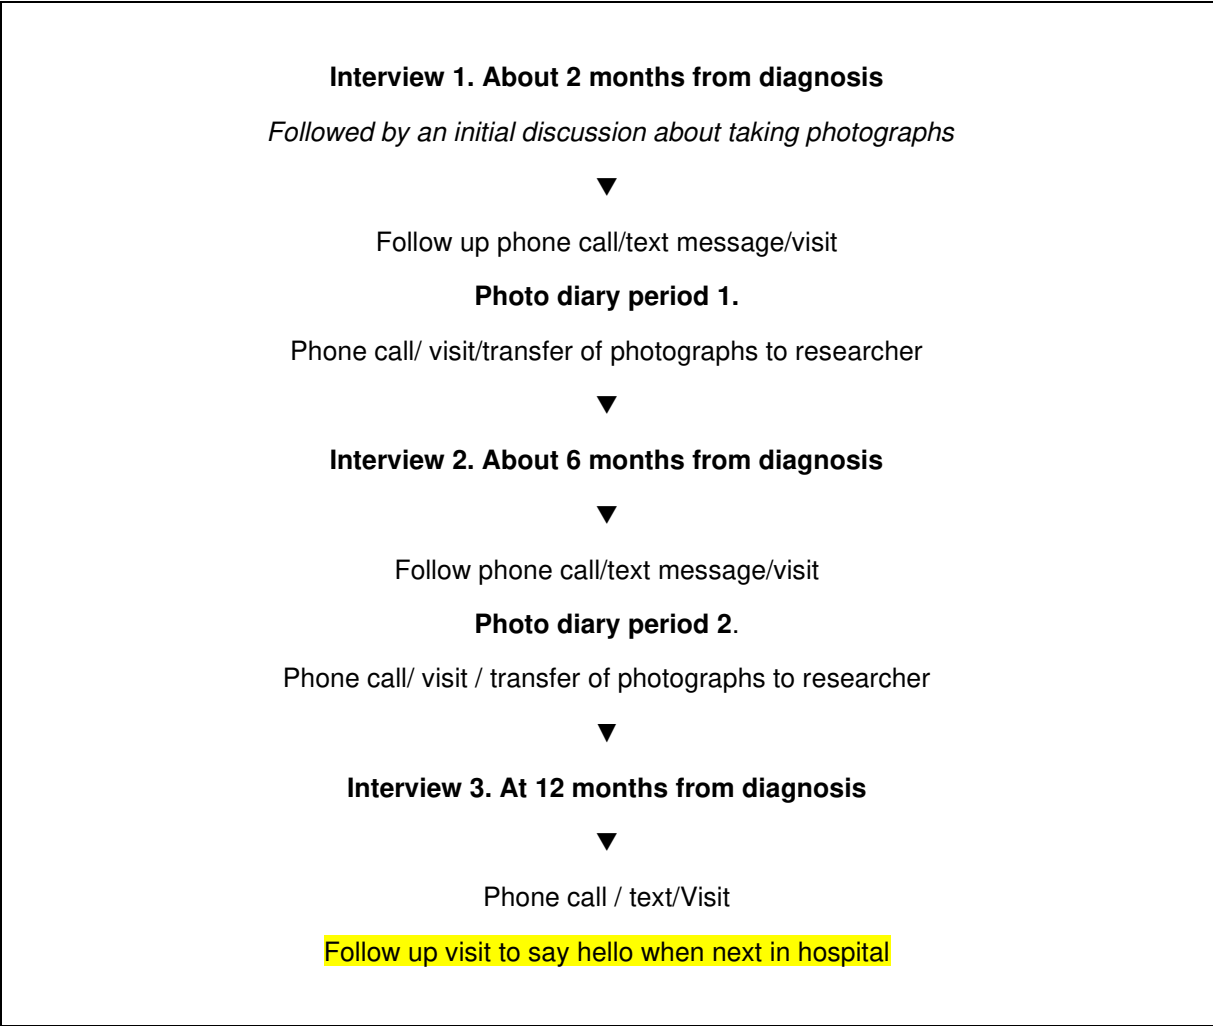 Interview 1. About 2 months from diagnosis
Followed by an initial discussion about taking photographs
▼
Follow up phone call/text message/visit
Photo diary period 1.
Phone call/ visit/transfer of photographs to researcher
▼
Interview 2. About 6 months from diagnosis
▼
Follow phone call/text message/visit
Photo diary period 2.
Phone call/ visit / transfer of photographs to researcher
▼
Interview 3. At 12 months from diagnosis
▼
Phone call / text/Visit
Follow up visit to say hello when next in hospital